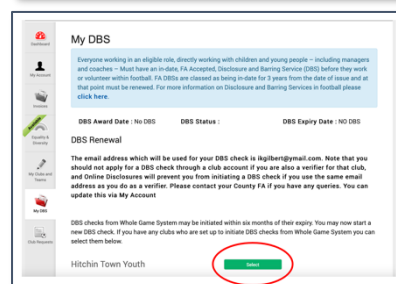 Dashboard
My Account
Invoices
Equality &
Diversity
My Clubs and
Teams
My DBS
Club Requests
My DBS
Everyone working in an eligible role, directly working with children and young people – including managers
and coaches – Must have an in-date, FA Accepted, Disclosure and Barring Service (DBS) before they work
or volunteer within football. FA DBSs are classed as being in-date for 3 years from the date of issue and at
that point must be renewed. For more information on Disclosure and Barring Services in football please
click here.
DBS Award Date : No DBS DBS Status : DBS Expiry Date : NO DBS
DBS Renewal
The email address which will be used for your DBS check is ikgilbert@ymail.com. Note that you
should not apply for a DBS check through a club account if you are also a verifier for that club,
and Online Disclosures will prevent you from initiating a DBS check if you use the same email
address as you do as a verifier. Please contact your County FA if you have any queries. You can
update this via My Account
DBS checks from Whole Game System may be initiated within six months of their expiry. You may now start a
new DBS check. If you have any clubs who are set up to initiate DBS checks from Whole Game System you can
select them below.
Hitchin Town Youth Select